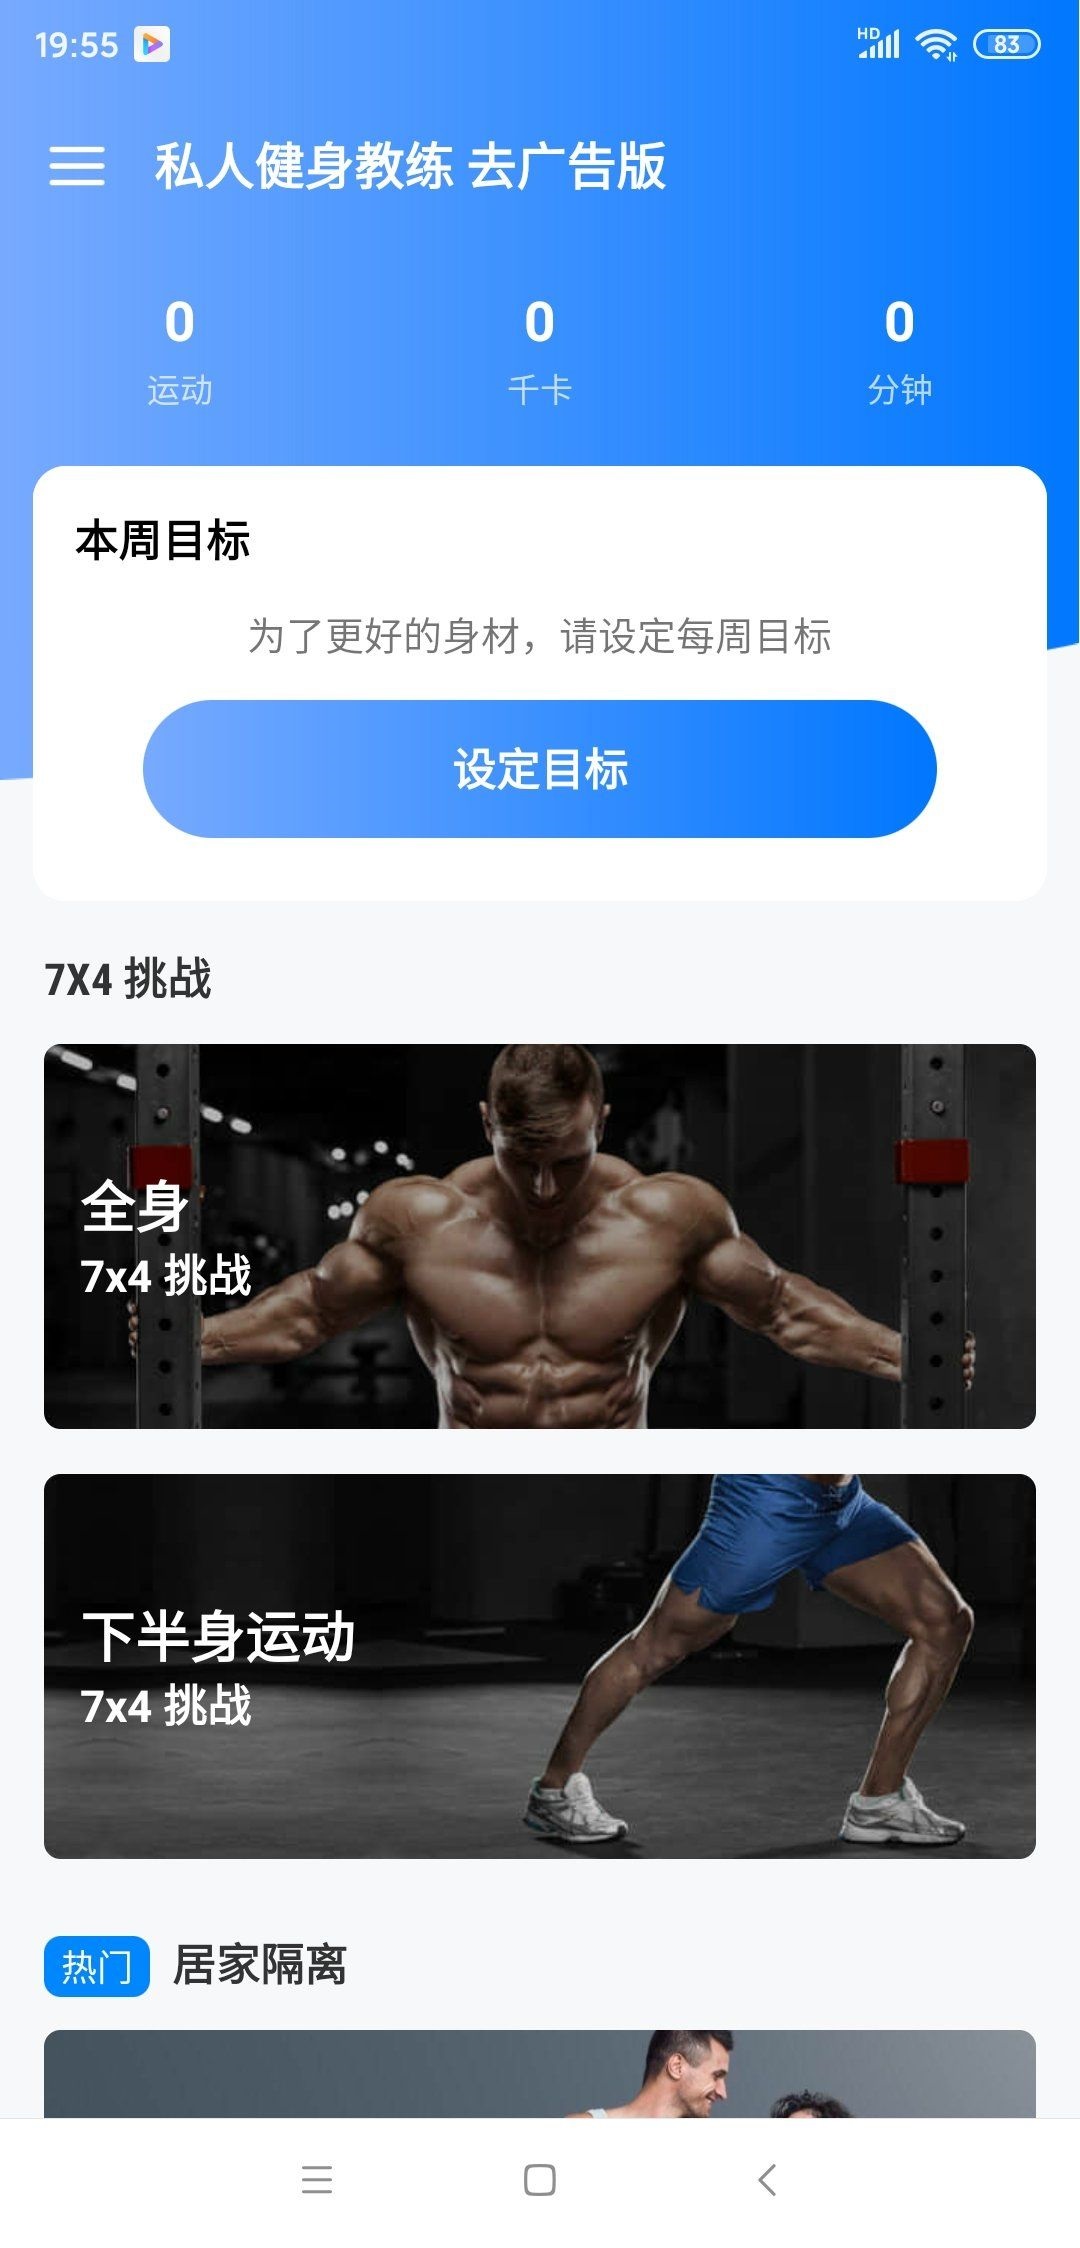 19:55
HD
83
私人健身教练 去广告版
0
0
0
运动
千卡
分钟
本周目标
为了更好的身材，请设定每周目标
设定目标
7X4 挑战
全身
7x4 挑战
下半身运动
7x4 挑战
热门 居家隔离